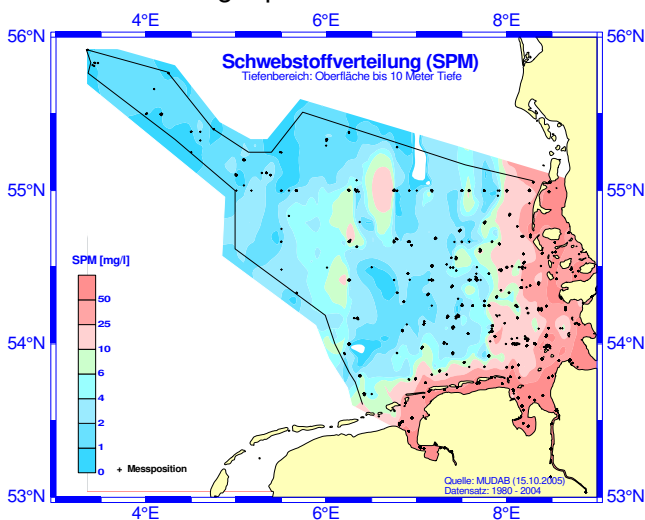 4°E 6°E 8°E
56°N 56°N
Schwebstoffverteilung (SPM)
Tiefenbereich: Oberfläche bis 10 Meter Tiefe
55°N 55°N
SPM [mg/l]
50
25
10
54°N 54°N
6
4
2
1
0
+ Messposition
Quelle: MUDAB (15.10.2005)
Datensatz: 1980 - 2004
53°N 53°N
4°E 6°E 8°E